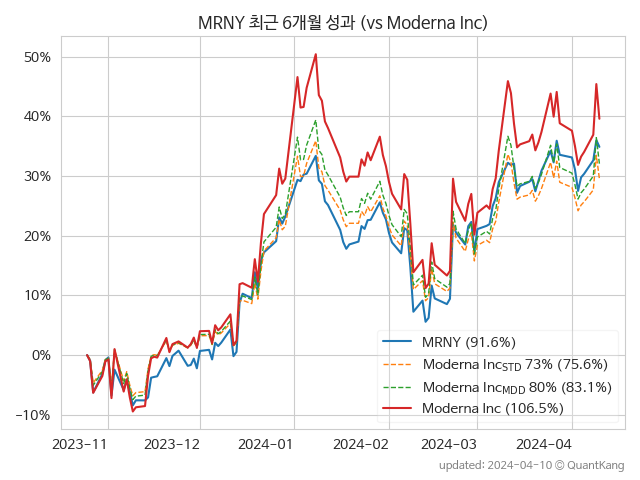 MRNY 최근 6개월 성과 (vs Moderna Inc)
50%
40%
30%
20%
10%
0%
−10%
MRNY (91.6%)
Moderna Inc_STD 73% (75.6%)
Moderna Inc_MDD 80% (83.1%)
Moderna Inc (106.5%)
2023-11 2023-12 2024-01 2024-02 2024-03 2024-04
updated: 2024-04-10 © QuantKang